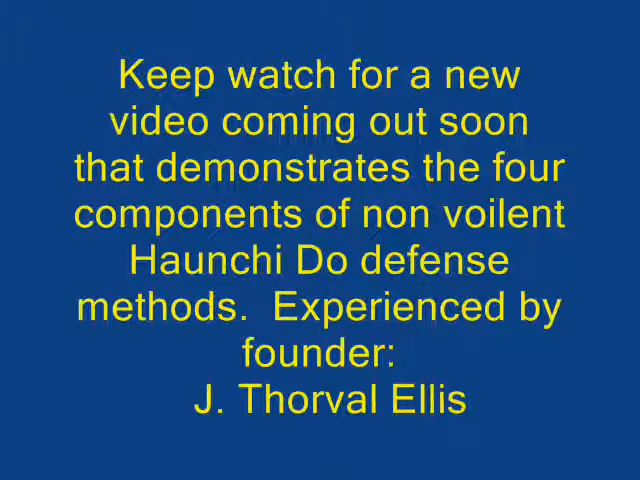 Keep watch for a new
video coming out soon
that demonstrates the four
components of non voilent
Haunchi Do defense
methods.  Experienced by
founder:
J. Thorval Ellis